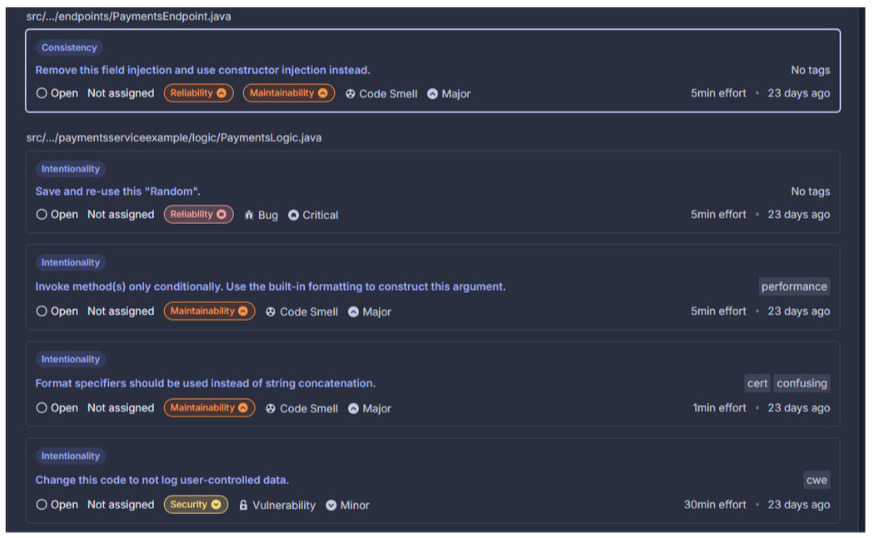 src/.../endpoints/PaymentsEndpoint.java
Consistency
Remove this field injection and use constructor injection instead. No tags
Open Not assigned Reliability Maintainability Code Smell Major 5min effort • 23 days ago
src/.../paymentsserviceexample/logic/PaymentsLogic.java
Intentionality
Save and re-use this "Random". No tags
Open Not assigned Reliability Bug Critical 5min effort • 23 days ago
Intentionality
Invoke method(s) only conditionally. Use the built-in formatting to construct this argument. performance
Open Not assigned Maintainability Code Smell Major 5min effort • 23 days ago
Intentionality
Format specifiers should be used instead of string concatenation. cert confusing
Open Not assigned Maintainability Code Smell Major 1min effort • 23 days ago
Intentionality
Change this code to not log user-controlled data. cwe
Open Not assigned Security Vulnerability Minor 30min effort • 23 days ago